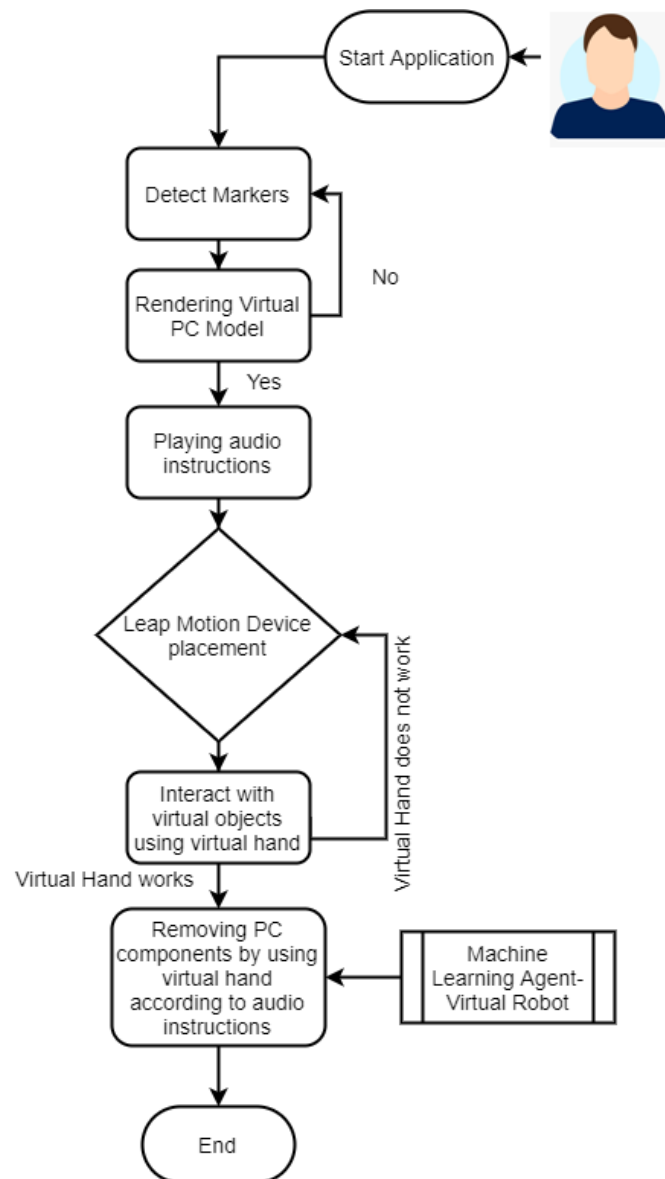 Start Application
Detect Markers
No
Rendering Virtual
PC Model
Yes
Playing audio
instructions
Leap Motion Device
placement
Virtual Hand does not work
Interact with
virtual objects
using virtual hand
Virtual Hand works
Removing PC
components by using
virtual hand
according to audio
instructions
Machine
Learning Agent-
Virtual Robot
End